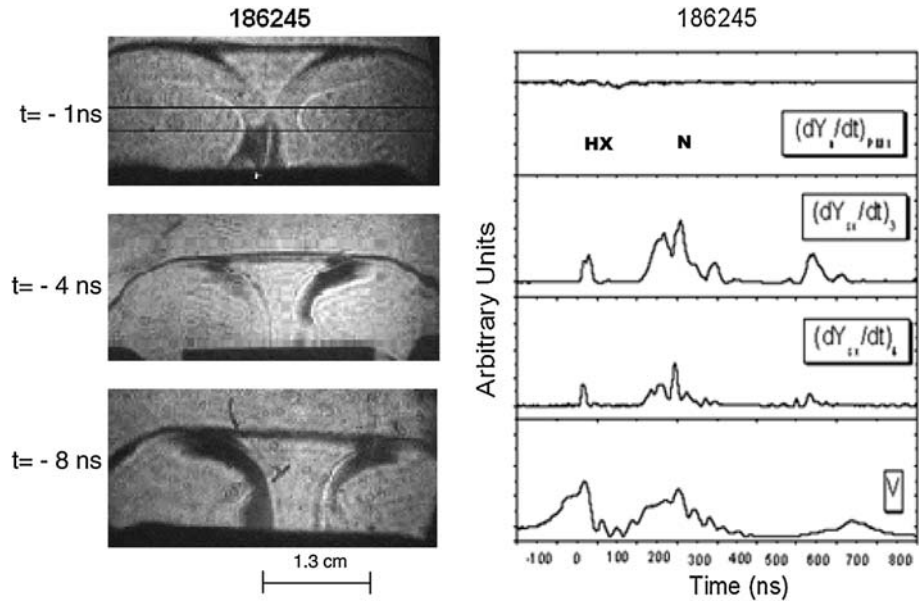 186245
t= - 1ns
t= - 4 ns
t= - 8 ns
1.3 cm
186245
HX
N
Arbitrary Units
V
-100 0 100 200 300 400 500 600 700 800
Time (ns)